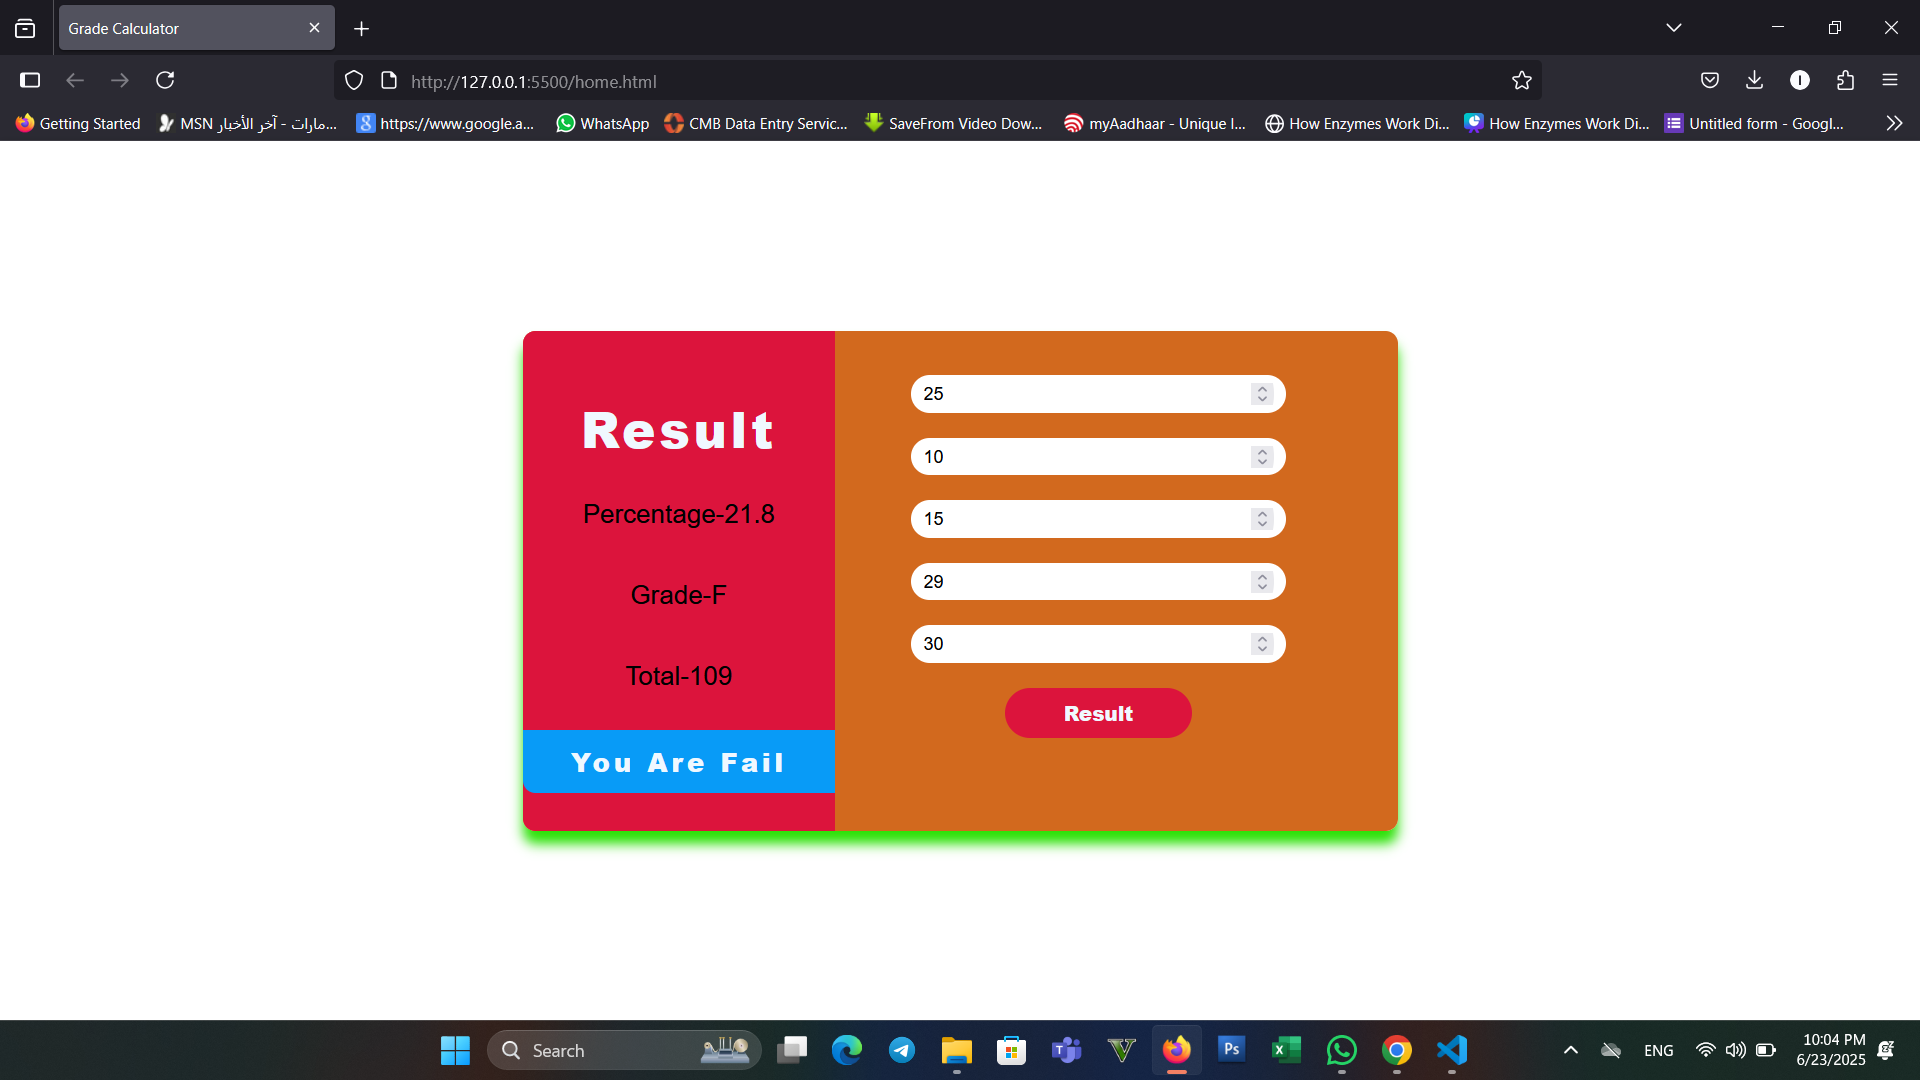 Grade Calculator
http://127.0.0.1:5500/home.html
Getting Started
MSN مارات - آخر الأخبار...
https://www.google.a...
WhatsApp
CMB Data Entry Servic...
SaveFrom Video Dow...
myAadhaar - Unique I...
How Enzymes Work Di...
How Enzymes Work Di...
Untitled form - Googl...
Result
Percentage-21.8
Grade-F
Total-109
You Are Fail
25
10
15
29
30
Result
Search
ENG
10:04 PM
6/23/2025